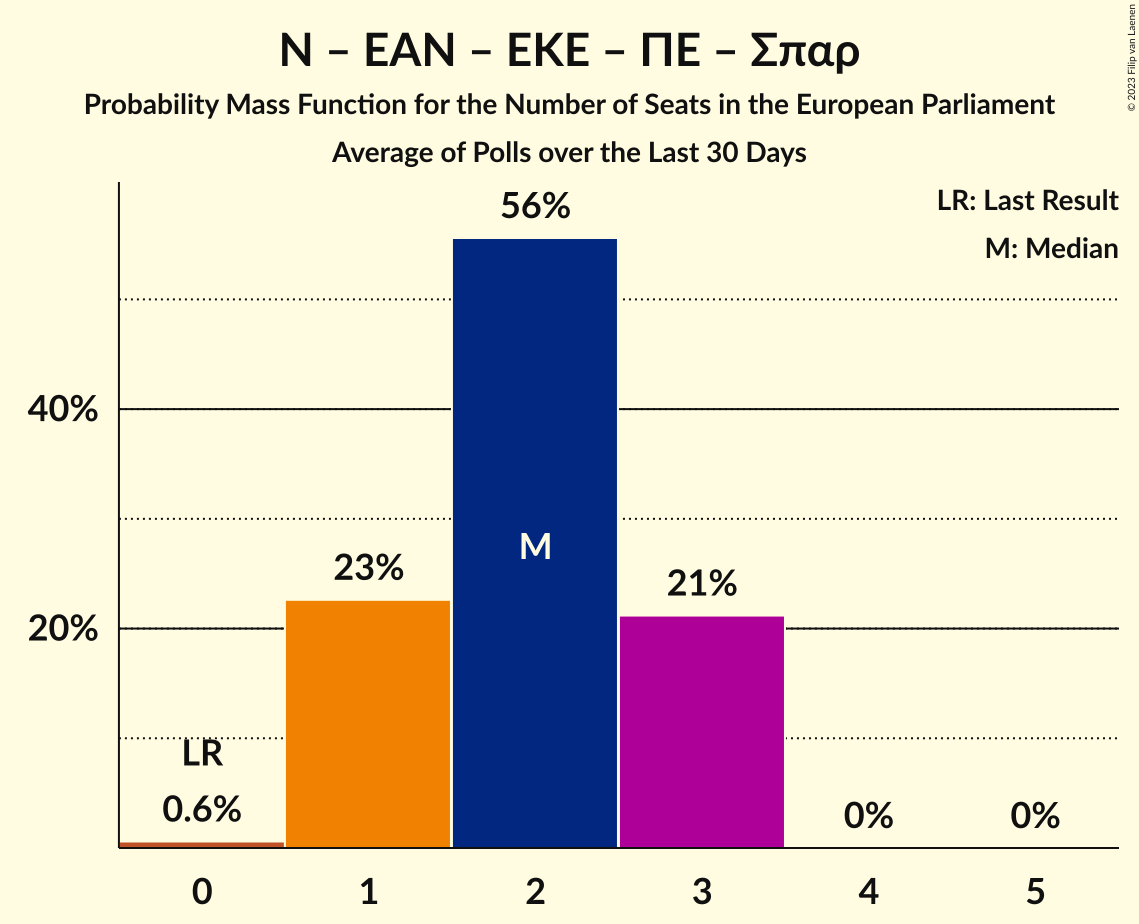 Ν – ΕΑΝ – ΕΚΕ – ΠΕ – Σπαρ
Probability Mass Function for the Number of Seats in the European Parliament
Average of Polls over the Last 30 Days
© 2023 Filip van Laenen
LR: Last Result
M: Median
56%
40%
M
23%
21%
20%
LR
0.6%
0%
0%
0
1
2
3
4
5